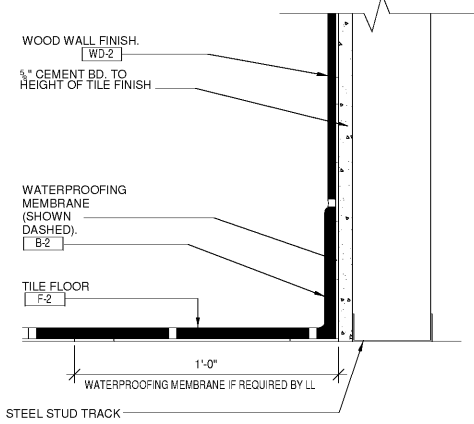 WOOD WALL FINISH.
WD-2
⅝" CEMENT BD. TO
HEIGHT OF TILE FINISH
WATERPROOFING
MEMBRANE
(SHOWN
DASHED).
B-2
TILE FLOOR
F-2
1'-0"
WATERPROOFING MEMBRANE IF REQUIRED BY LL
STEEL STUD TRACK